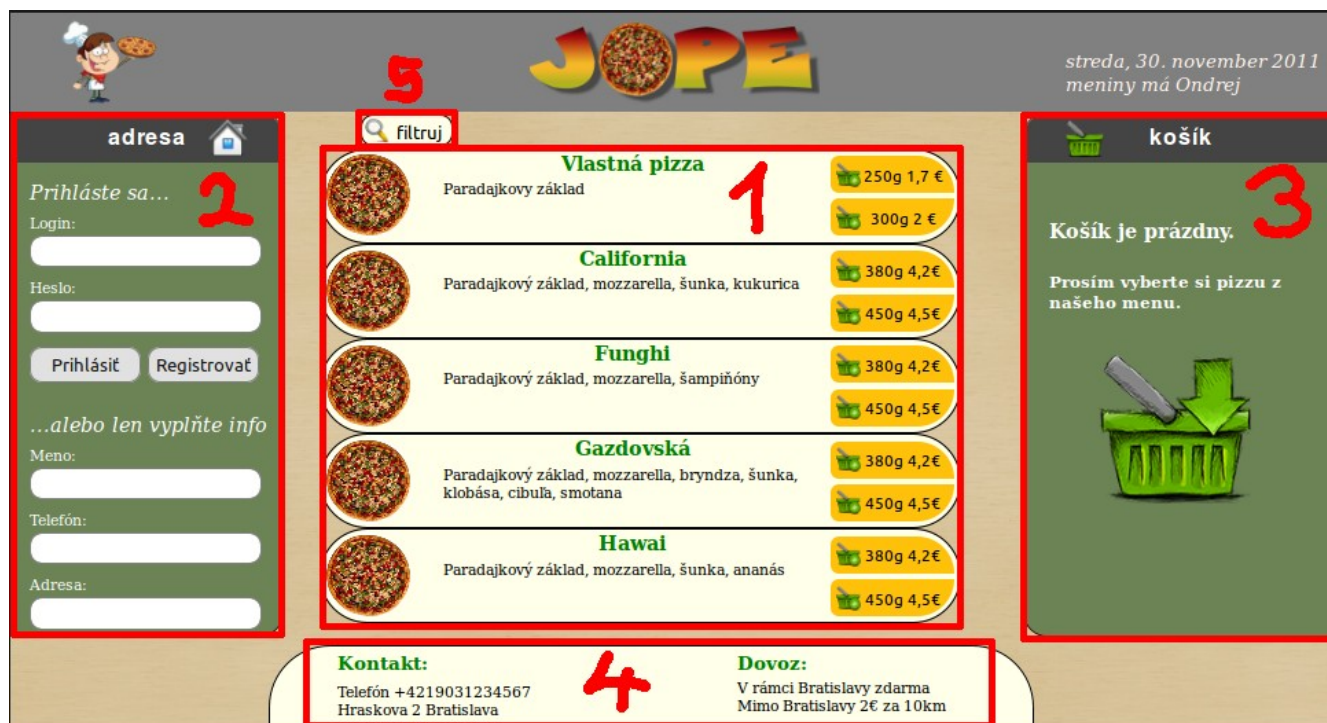 JOPE
streda, 30. november 2011
meniny má Ondrej
5
filtruj
adresa
2
Prihláste sa...
Login:
Heslo:
Prihlásiť
Registrovať
...alebo len vyplňte info
Meno:
Telefón:
Adresa:
1
Vlastná pizza
Paradajkovy základ
250g 1,7 €
300g 2 €
California
Paradajkový základ, mozzarella, šunka, kukurica
380g 4,2€
450g 4,5€
Funghi
Paradajkový základ, mozzarella, šampiňóny
380g 4,2€
450g 4,5€
Gazdovská
Paradajkový základ, mozzarella, bryndza, šunka,
klobása, cibuľa, smotana
380g 4,2€
450g 4,5€
Hawai
Paradajkový základ, mozzarella, šunka, ananás
380g 4,2€
450g 4,5€
košík
3
Košík je prázdny.
Prosím vyberte si pizzu z
našeho menu.
4
Kontakt:
Telefón +4219031234567
Hraskova 2 Bratislava
Dovoz:
V rámci Bratislavy zdarma
Mimo Bratislavy 2€ za 10km